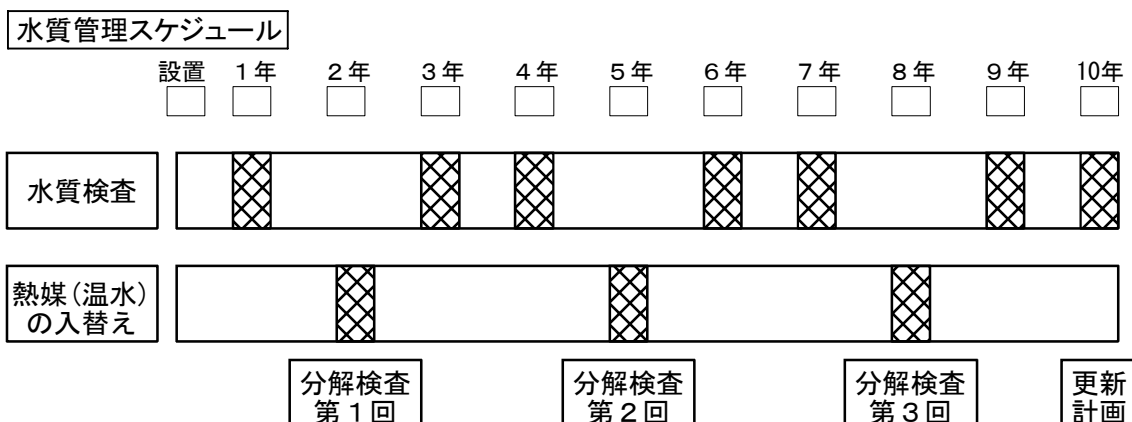 水質管理スケジュール
設置 1年 2年 3年 4年 5年 6年 7年 8年 9年 10年
水質検査
熱媒(温水)
の入替え
分解検査 分解検査 分解検査 更新
第1回 第2回 第3回 計画